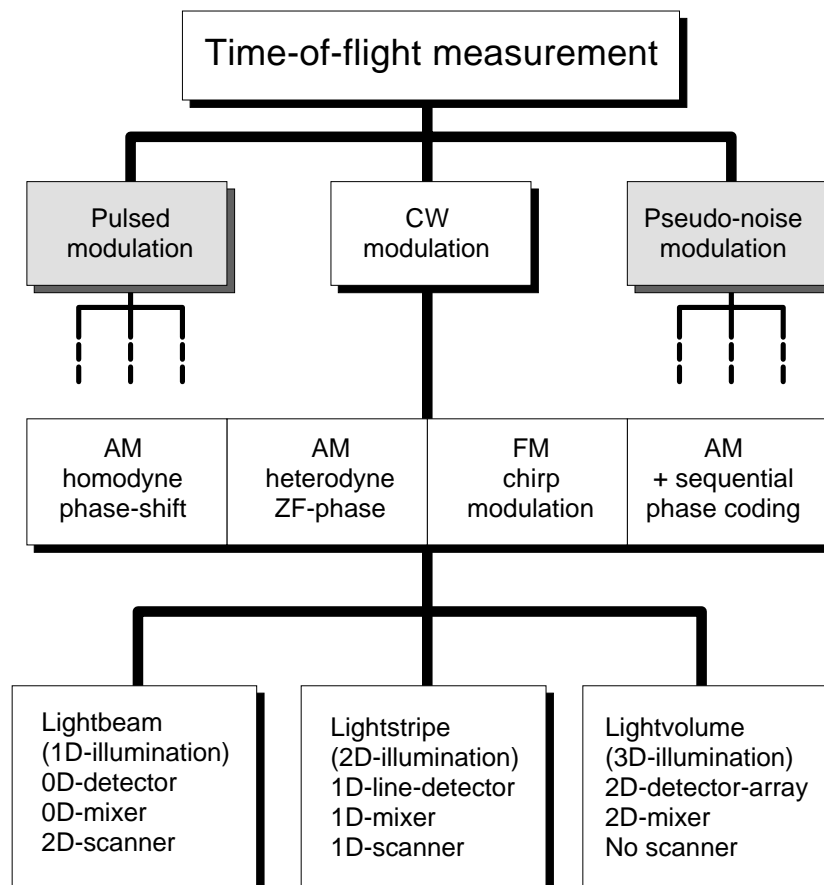 Time-of-flight measurement
Pulsed
modulation
CW
modulation
Pseudo-noise
modulation
AM
homodyne
phase-shift
AM
heterodyne
ZF-phase
FM
chirp
modulation
AM
+ sequential
phase coding
Lightbeam
(1D-illumination)
0D-detector
0D-mixer
2D-scanner
Lightstripe
(2D-illumination)
1D-line-detector
1D-mixer
1D-scanner
Lightvolume
(3D-illumination)
2D-detector-array
2D-mixer
No scanner